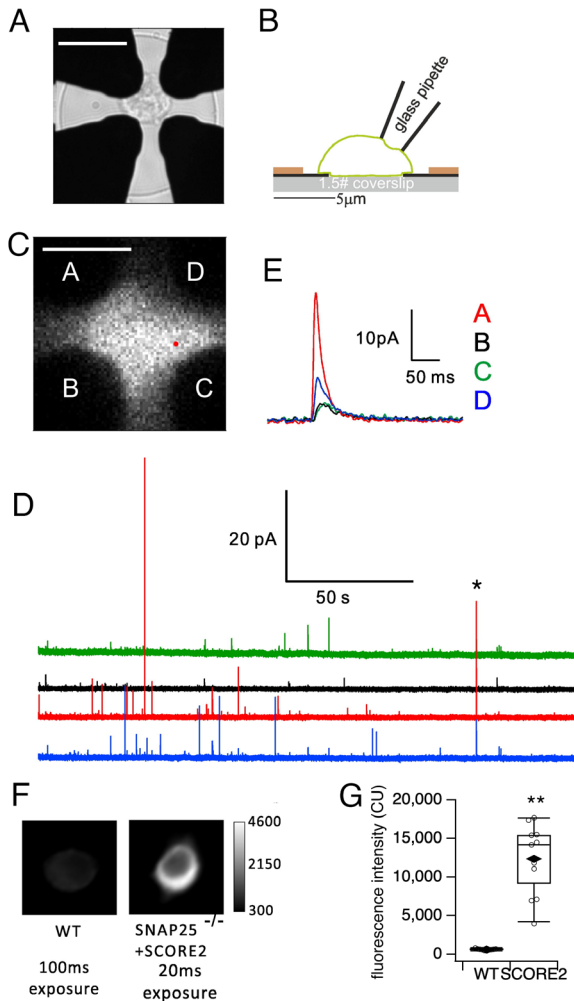 A
B
glass pipette
1.5# coverslip
5μm
C
A
D
B
C
E
10pA
50 ms
A
B
C
D
D
20 pA
50 s
*
F
4600
2150
300
WT
100ms
exposure
SNAP25 -/-
+SCORE2
20ms
exposure
G
fluorescence intensity (CU)
20,000
15,000
10,000
5,000
0
**
WT SCORE2